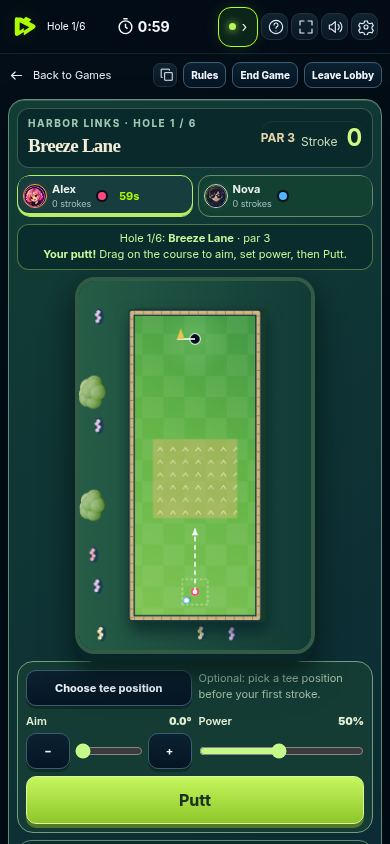 Hole 1/6
0:59
Back to Games
Rules
End Game
Leave Lobby
HARBOR LINKS · HOLE 1 / 6
Breeze Lane
PAR 3
Stroke
0
Alex
0 strokes
59s
Nova
0 strokes
Hole 1/6: Breeze Lane · par 3
Your putt! Drag on the course to aim, set power, then Putt.
Choose tee position
Optional: pick a tee position
before your first stroke.
Aim
0.0°
Power
50%
Putt